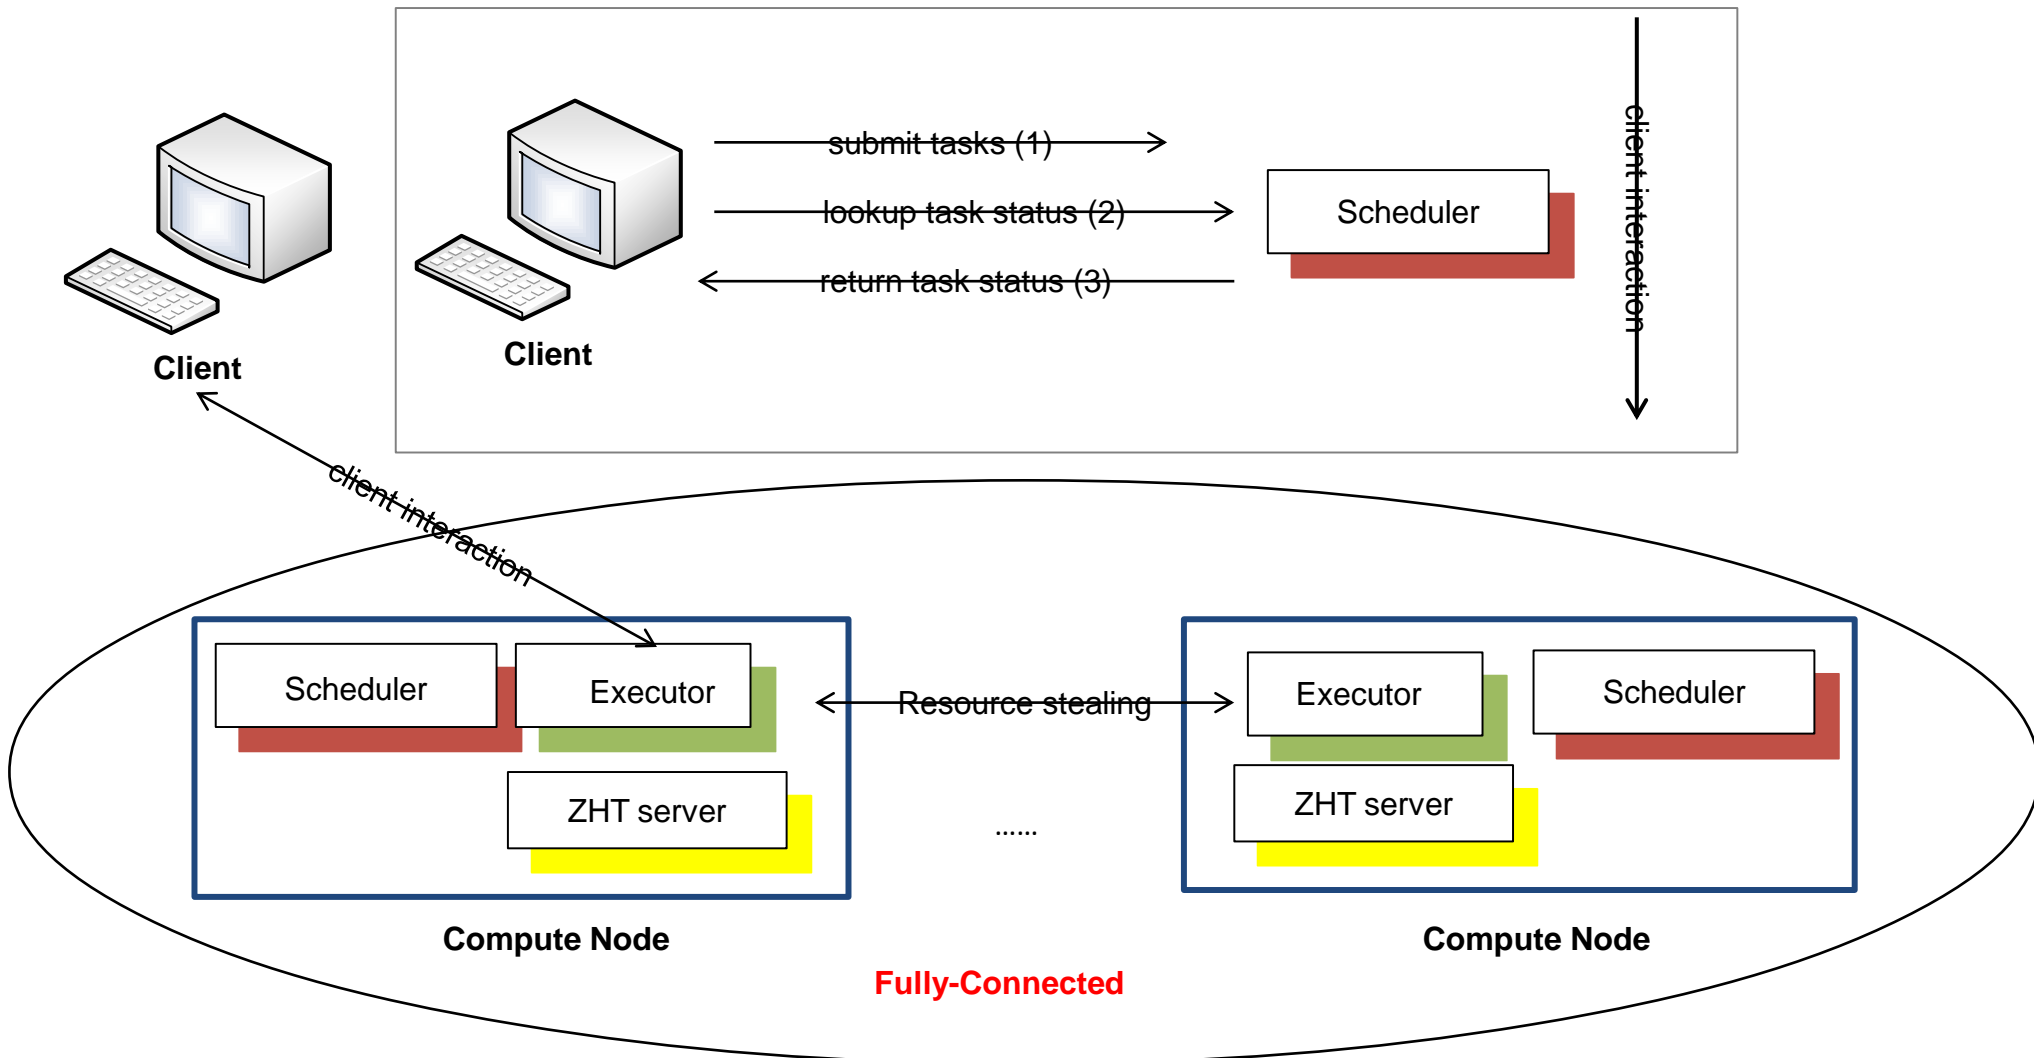 submit tasks (1)
lookup task status (2)
return task status (3)
Scheduler
client interaction
Client
Client
client interaction
Scheduler
Executor
ZHT server
Resource stealing
......
Executor
Scheduler
ZHT server
Compute Node
Compute Node
Fully-Connected